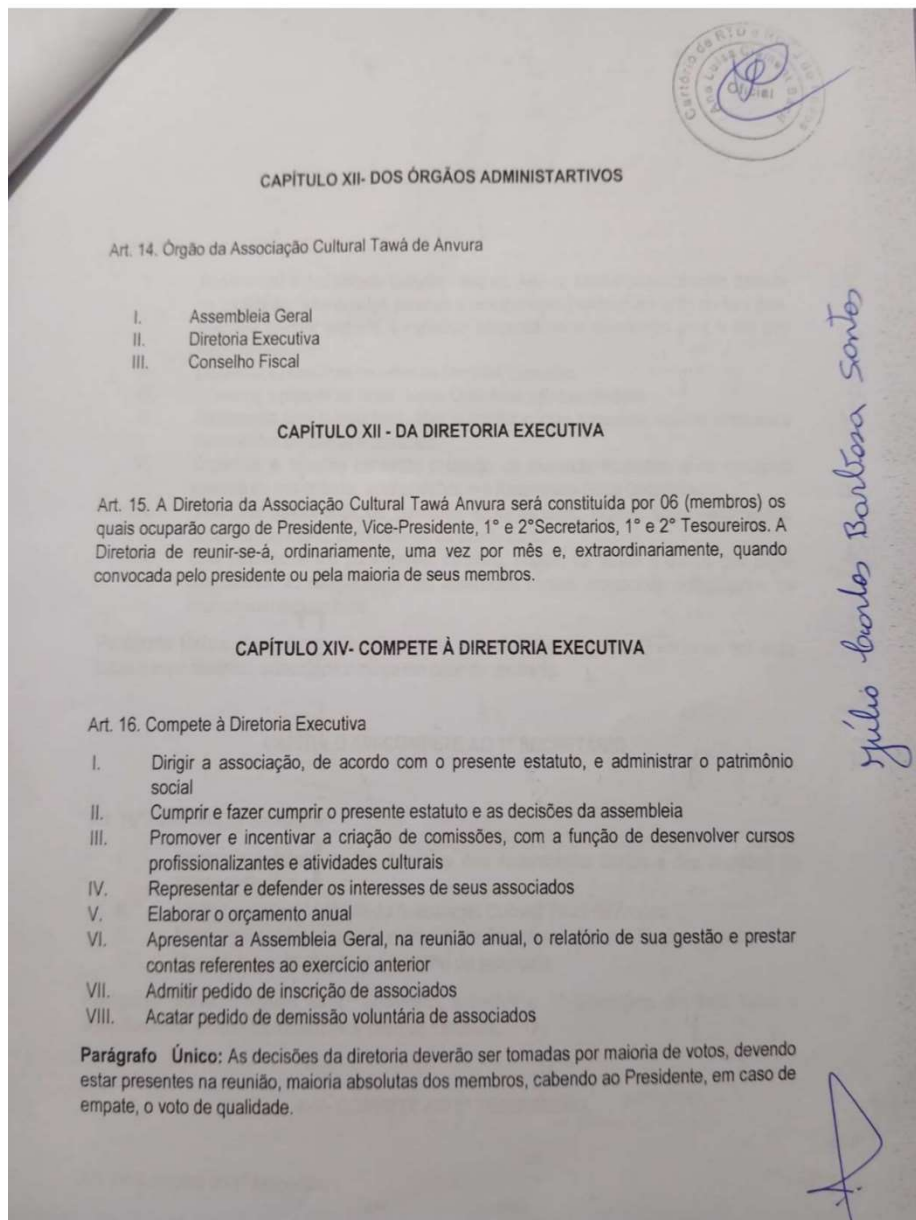 Cartório de RTD e
Ana Luisa
Oficial
CAPÍTULO XII- DOS ÓRGÃOS ADMINISTARTIVOS
Art. 14. Órgão da Associação Cultural Tawá de Anvura
I. Assembleia Geral
II. Diretoria Executiva
III. Conselho Fiscal
CAPÍTULO XII - DA DIRETORIA EXECUTIVA
Art. 15. A Diretoria da Associação Cultural Tawá Anvura será constituída por 06 (membros) os
quais ocuparão cargo de Presidente, Vice-Presidente, 1° e 2°Secretarios, 1° e 2° Tesoureiros. A
Diretoria de reunir-se-á, ordinariamente, uma vez por mês e, extraordinariamente, quando
convocada pelo presidente ou pela maioria de seus membros.
CAPÍTULO XIV- COMPETE À DIRETORIA EXECUTIVA
Art. 16. Compete à Diretoria Executiva
I. Dirigir a associação, de acordo com o presente estatuto, e administrar o patrimônio
social
II. Cumprir e fazer cumprir o presente estatuto e as decisões da assembleia
III. Promover e incentivar a criação de comissões, com a função de desenvolver cursos
profissionalizantes e atividades culturais
IV. Representar e defender os interesses de seus associados
V. Elaborar o orçamento anual
VI. Apresentar a Assembleia Geral, na reunião anual, o relatório de sua gestão e prestar
contas referentes ao exercício anterior
VII. Admitir pedido de inscrição de associados
VIII. Acatar pedido de demissão voluntária de associados
Parágrafo Único: As decisões da diretoria deverão ser tomadas por maioria de votos, devendo
estar presentes na reunião, maioria absolutas dos membros, cabendo ao Presidente, em caso de
empate, o voto de qualidade.
Júlio Carlos Barbosa Santos